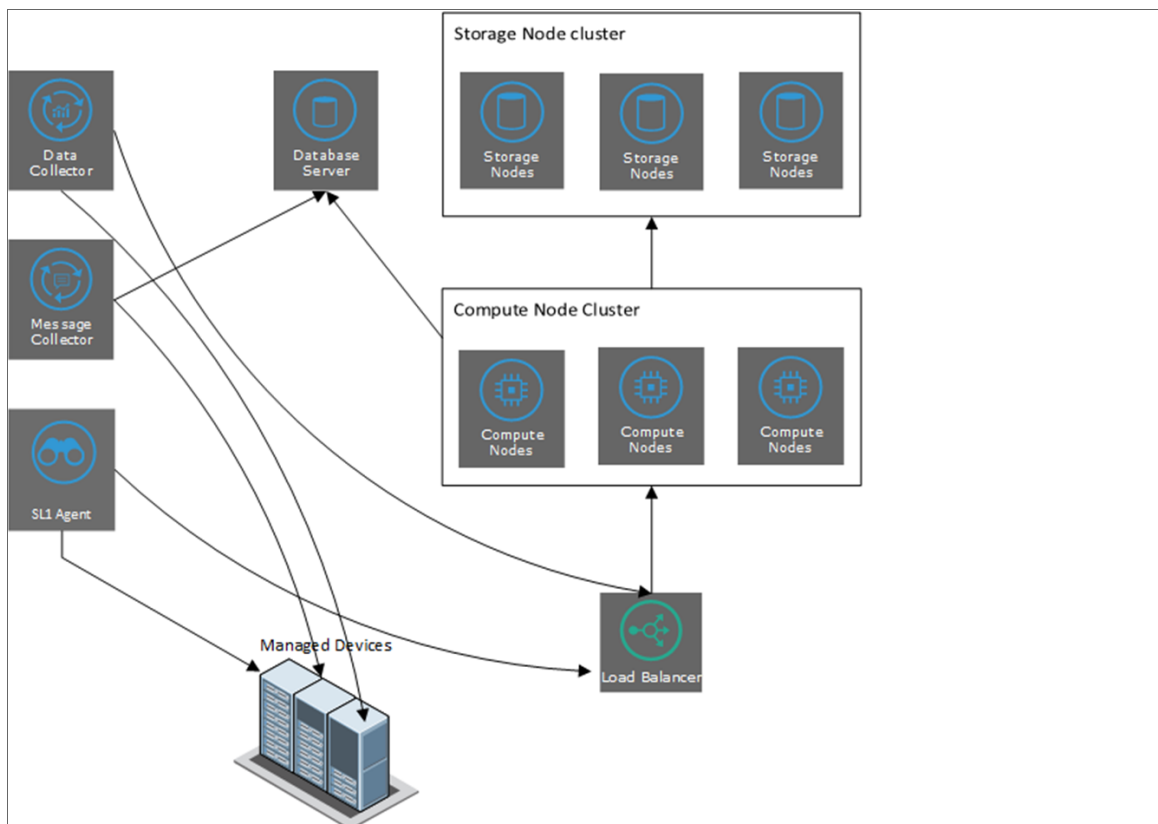 Storage Node cluster
Data
Collector
Database
Server
Storage
Nodes
Storage
Nodes
Storage
Nodes
Message
Collector
Compute Node Cluster
Compute
Nodes
Compute
Nodes
Compute
Nodes
SL1 Agent
Managed Devices
Load Balancer